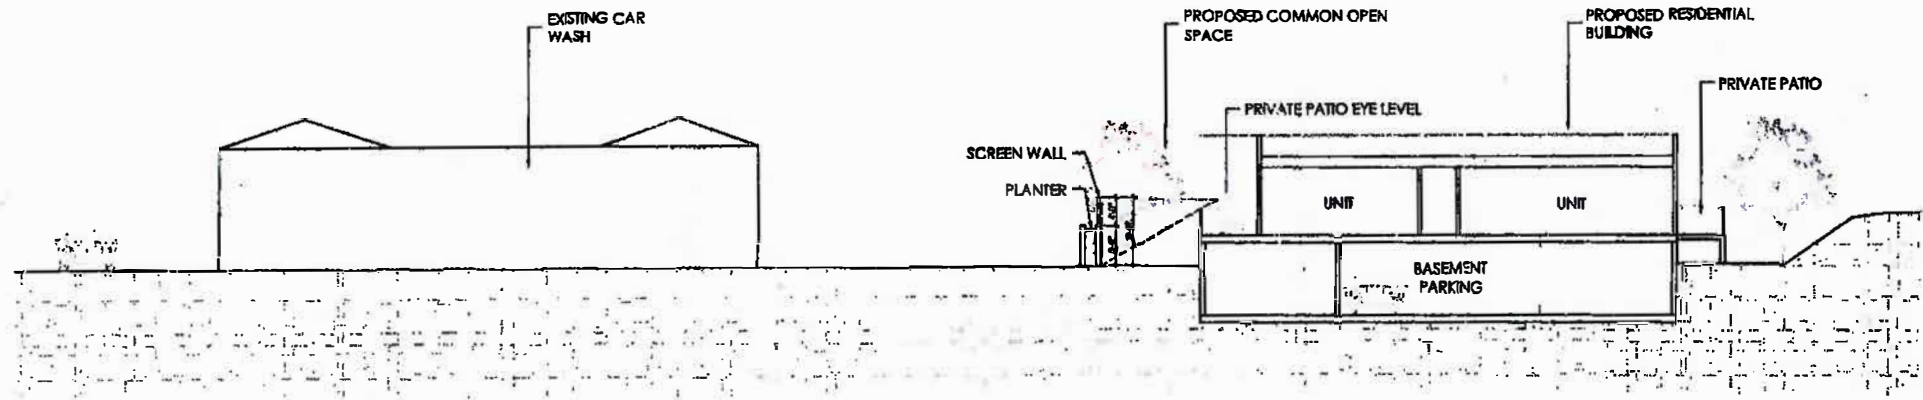 EXISTING CAR
WASH
PROPOSED COMMON OPEN
SPACE
PROPOSED RESIDENTIAL
BUILDING
PRIVATE PATIO
PRIVATE PATIO EYE LEVEL
SCREEN WALL
PLANTER
UNIT
UNIT
BASEMENT
PARKING